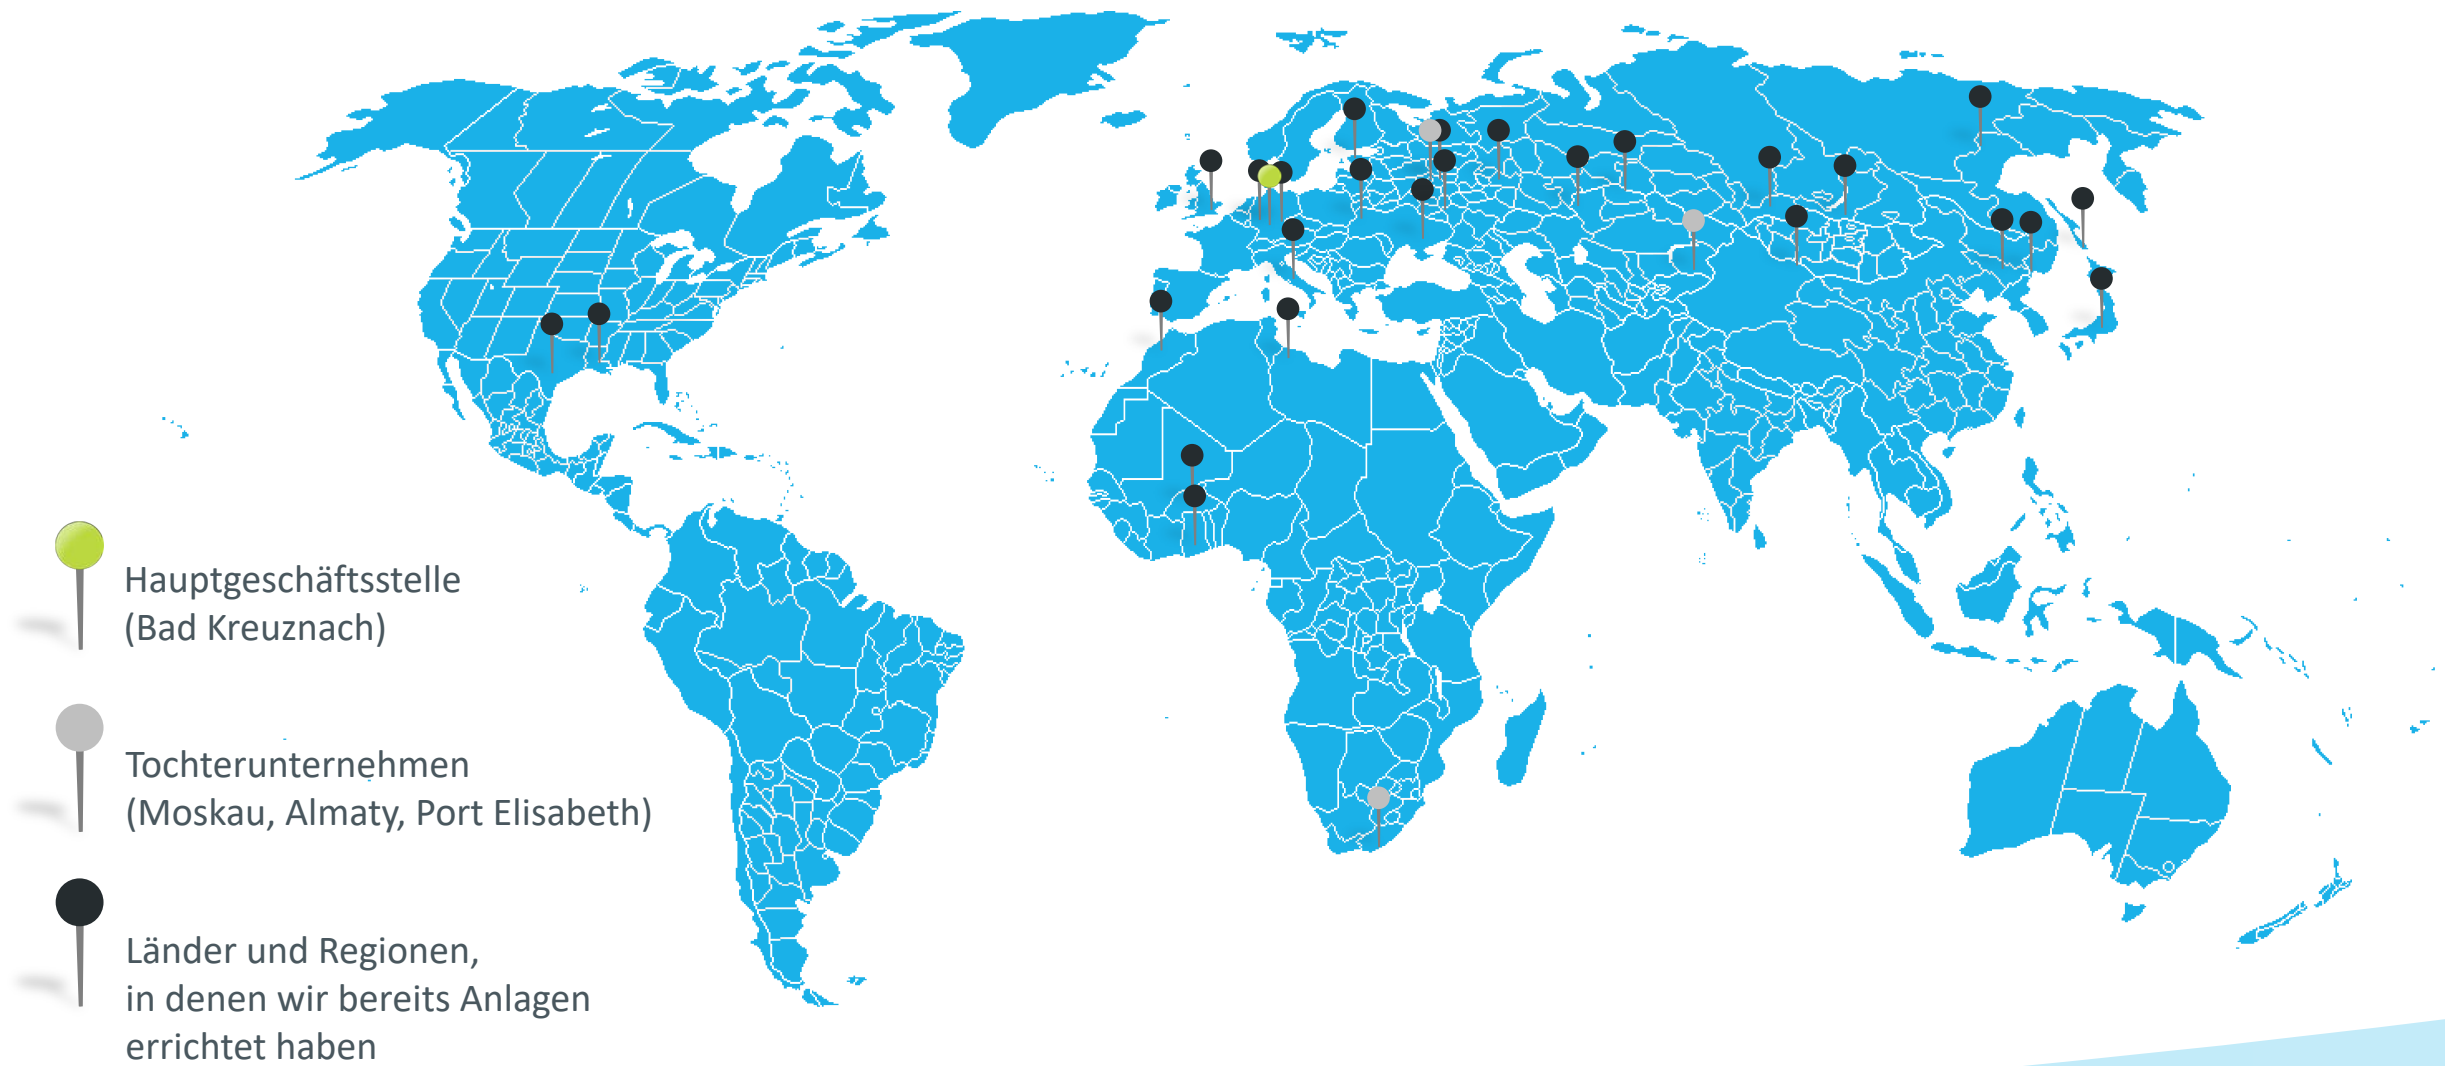 Hauptgeschäftsstelle
(Bad Kreuznach)
Tochterunternehmen
(Moskau, Almaty, Port Elisabeth)
Länder und Regionen,
in denen wir bereits Anlagen
errichtet haben